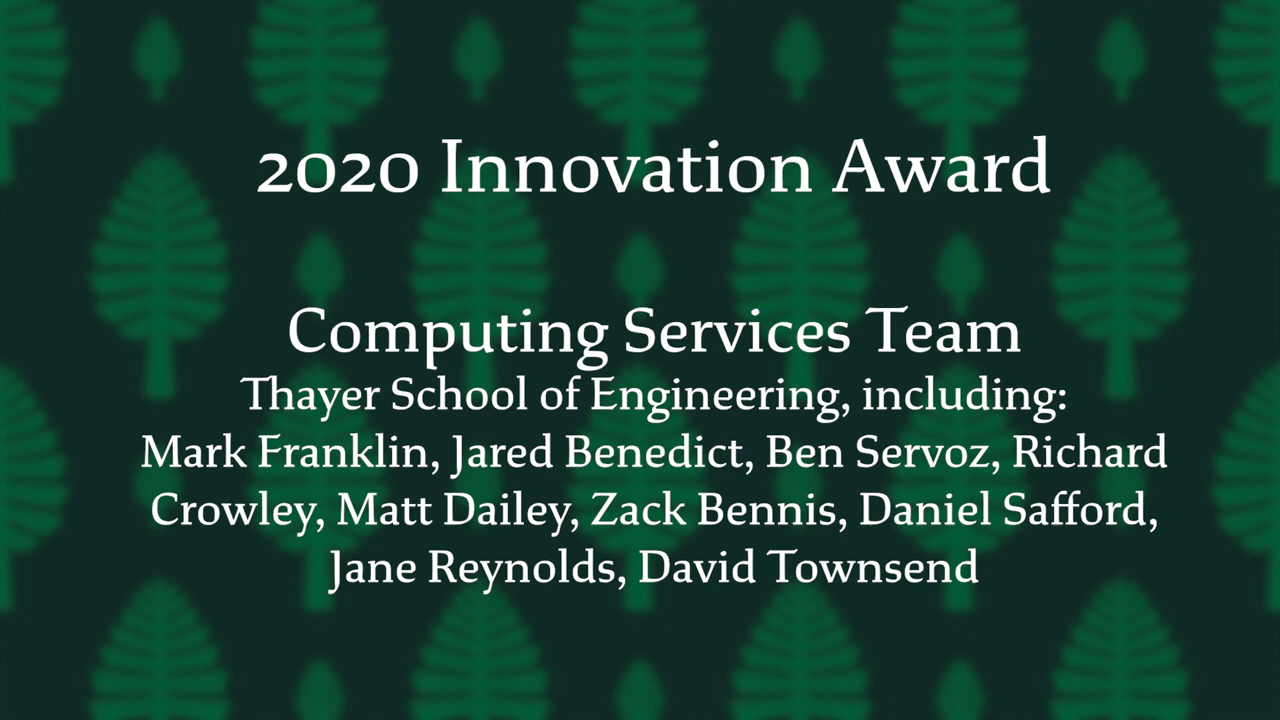 2020 Innovation Award
Computing Services Team
Thayer School of Engineering, including:
Mark Franklin, Jared Benedict, Ben Servoz, Richard
Crowley, Matt Dailey, Zack Bennis, Daniel Safford,
Jane Reynolds, David Townsend